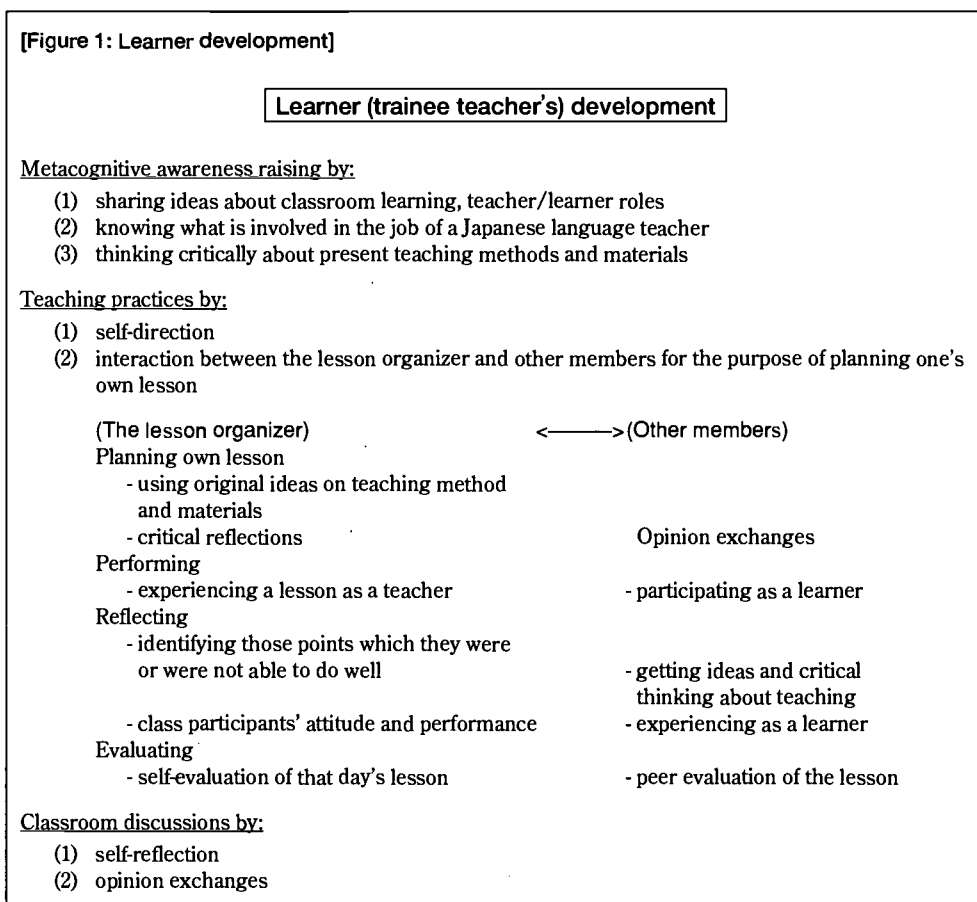 [Figure 1: Learner development]
Learner (trainee teacher's) development
Metacognitive awareness raising by:
(1) sharing ideas about classroom learning, teacher/learner roles
(2) knowing what is involved in the job of a Japanese language teacher
(3) thinking critically about present teaching methods and materials
Teaching practices by:
(1) self-direction
(2) interaction between the lesson organizer and other members for the purpose of planning one's
own lesson
(The lesson organizer) <———> (Other members)
Planning own lesson
- using original ideas on teaching method
and materials
- critical reflections Opinion exchanges
Performing
- experiencing a lesson as a teacher - participating as a learner
Reflecting
- identifying those points which they were
or were not able to do well - getting ideas and critical
thinking about teaching
- class participants' attitude and performance - experiencing as a learner
Evaluating
- self-evaluation of that day's lesson - peer evaluation of the lesson
Classroom discussions by:
(1) self-reflection
(2) opinion exchanges